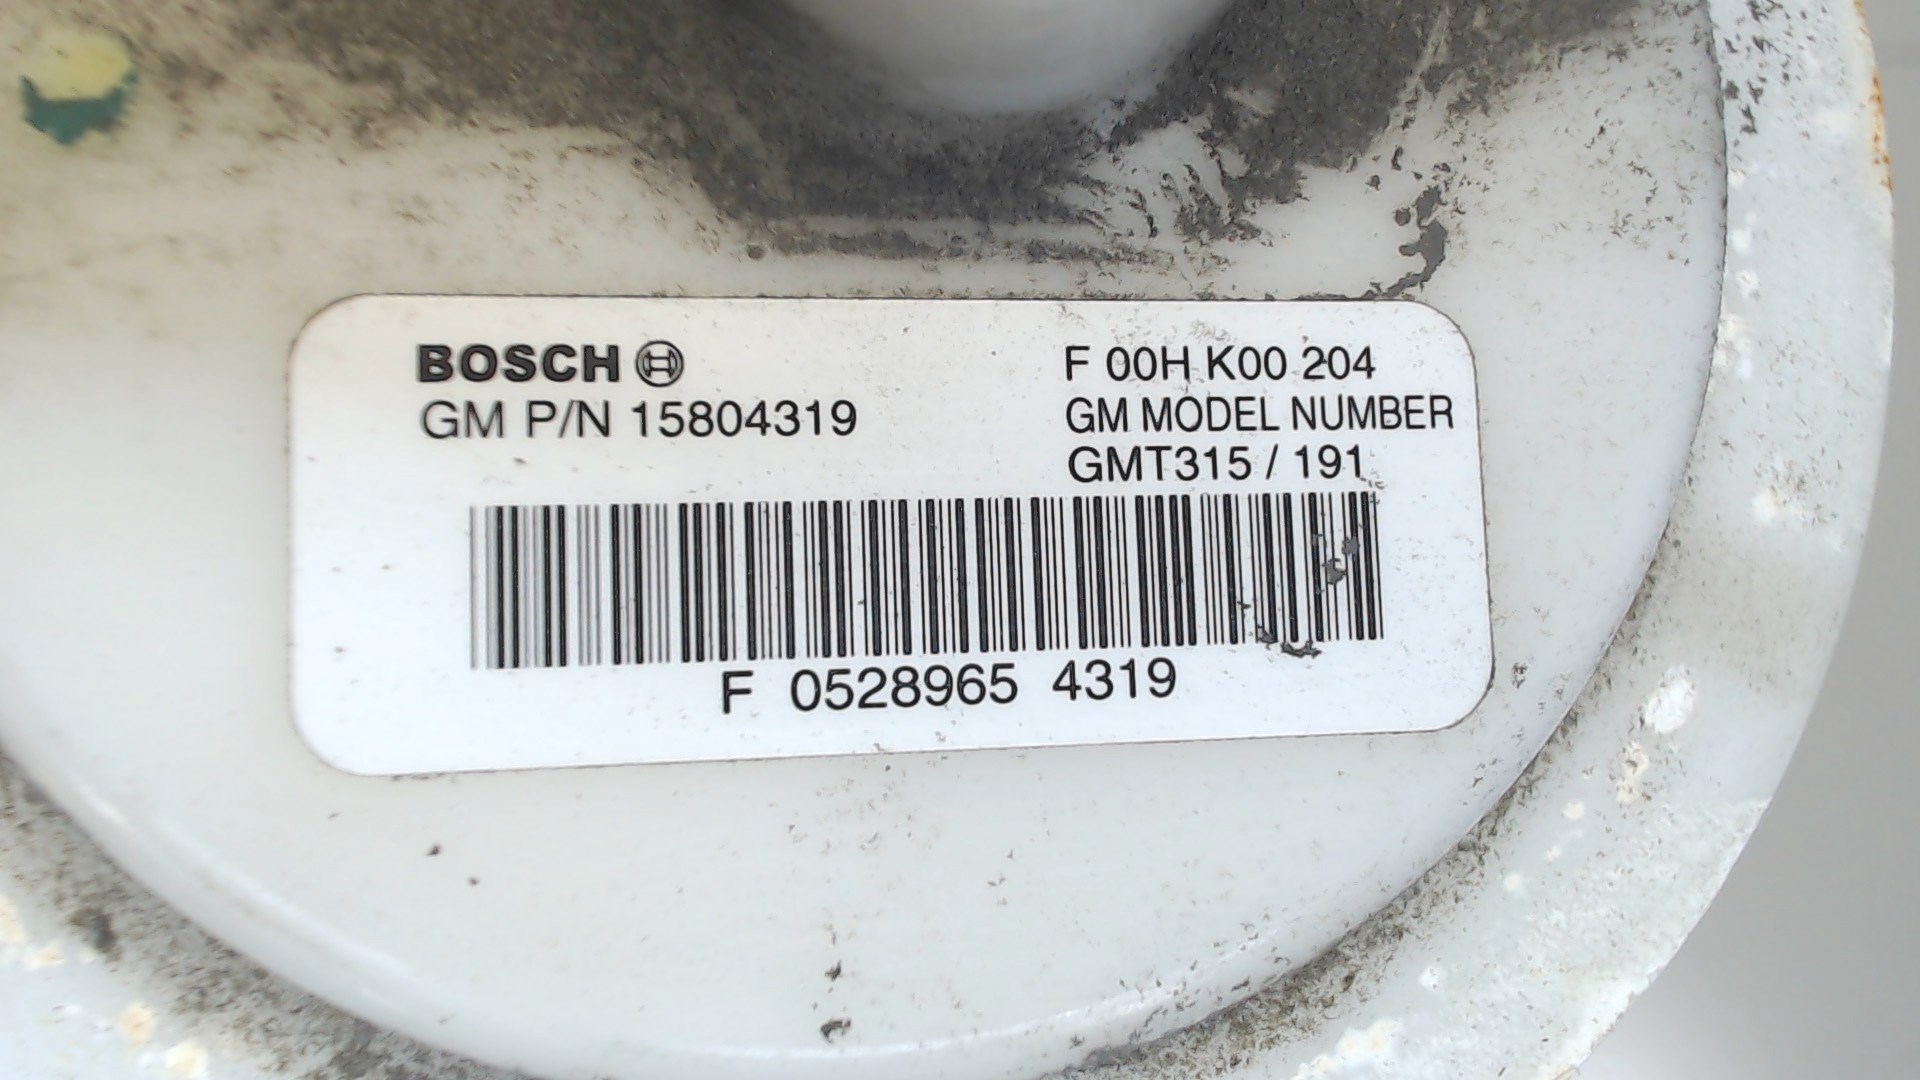 BOSCH
GM P/N 15804319
F 00H K00 204
GM MODEL NUMBER
GMT315 / 191
F 0528965 4319